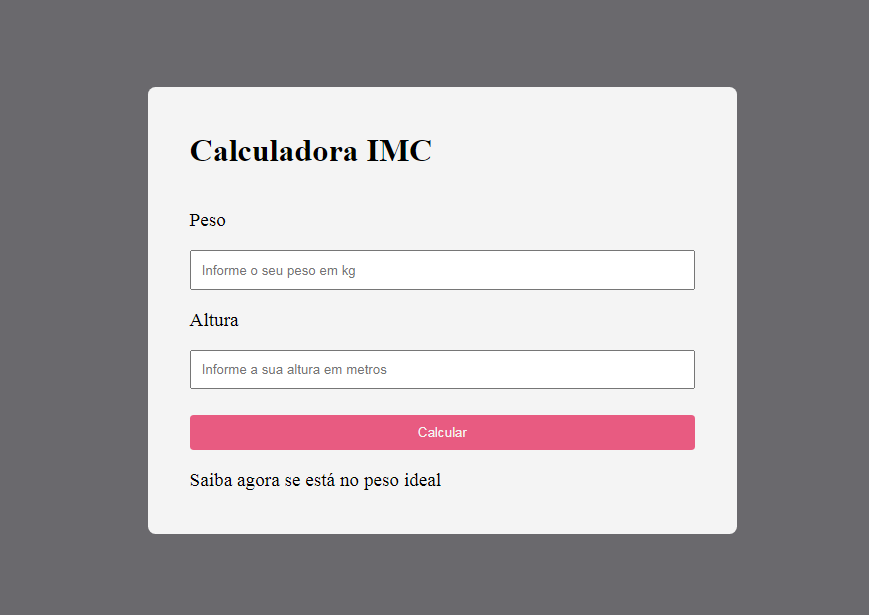 Calculadora IMC
Peso
Informe o seu peso em kg
Altura
Informe a sua altura em metros
Calcular
Saiba agora se está no peso ideal